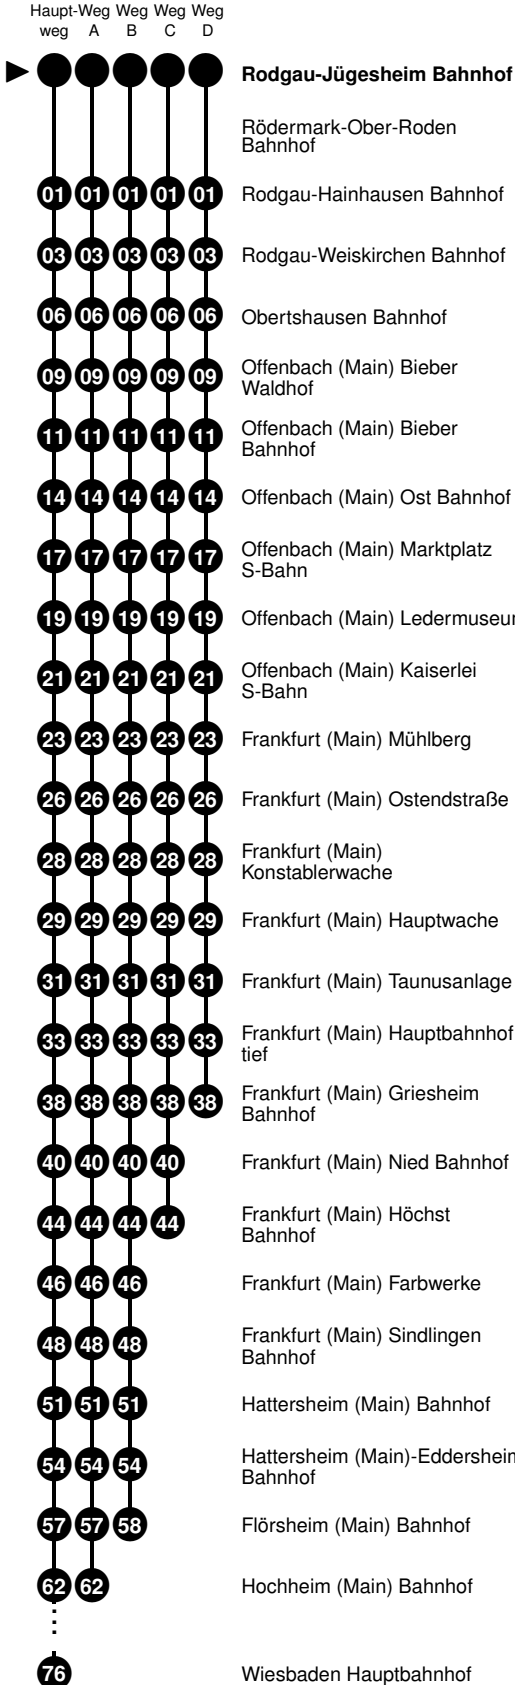 Haupt-Weg Weg Weg Weg
weg A B C D
Rodgau-Jügesheim Bahnhof
Rödermark-Ober-Roden
Bahnhof
01 01 01 01 01 Rodgau-Hainhausen Bahnhof
03 03 03 03 03 Rodgau-Weiskirchen Bahnhof
06 06 06 06 06 Obertshausen Bahnhof
09 09 09 09 09 Offenbach (Main) Bieber
Waldhof
11 11 11 11 11 Offenbach (Main) Bieber
Bahnhof
14 14 14 14 14 Offenbach (Main) Ost Bahnhof
17 17 17 17 17 Offenbach (Main) Marktplatz
S-Bahn
19 19 19 19 19 Offenbach (Main) Ledermuseum
21 21 21 21 21 Offenbach (Main) Kaiserlei
S-Bahn
23 23 23 23 23 Frankfurt (Main) Mühlberg
26 26 26 26 26 Frankfurt (Main) Ostendstraße
28 28 28 28 28 Frankfurt (Main)
Konstablerwache
29 29 29 29 29 Frankfurt (Main) Hauptwache
31 31 31 31 31 Frankfurt (Main) Taunusanlage
33 33 33 33 33 Frankfurt (Main) Hauptbahnhof
tief
38 38 38 38 38 Frankfurt (Main) Griesheim
Bahnhof
40 40 40 40 Frankfurt (Main) Nied Bahnhof
44 44 44 44 Frankfurt (Main) Höchst
Bahnhof
46 46 46 Frankfurt (Main) Farbwerke
48 48 48 Frankfurt (Main) Sindlingen
Bahnhof
51 51 51 Hattersheim (Main) Bahnhof
54 54 54 Hattersheim (Main)-Eddersheim
Bahnhof
57 57 58 Flörsheim (Main) Bahnhof
62 62 Hochheim (Main) Bahnhof
76 Wiesbaden Hauptbahnhof